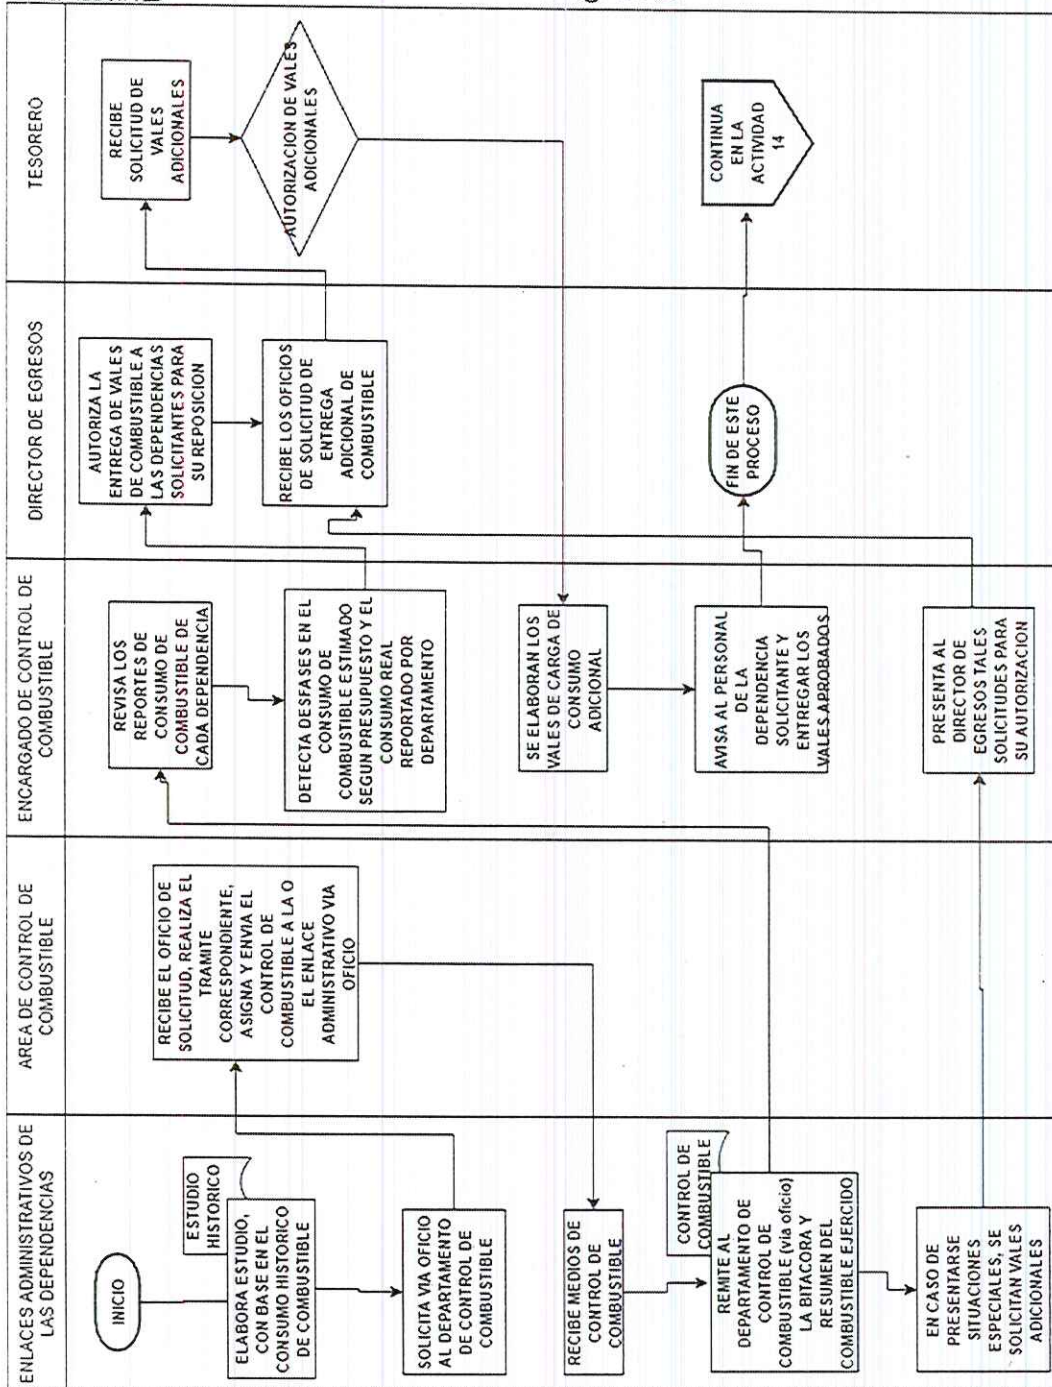 ENLACES ADMINISTRATIVOS DE
LAS DEPENDENCIAS
INICIO
ESTUDIO
HISTORICO
ELABORA ESTUDIO,
CON BASE EN EL
CONSUMO HISTORICO
DE COMBUSTIBLE
SOLICITA VIA OFICIO
AL DEPARTAMENTO
DE CONTROL DE
COMBUSTIBLE
RECIBE MEDIOS DE
CONTROL DE
COMBUSTIBLE
CONTROL DE
COMBUSTIBLE
REMITE AL
DEPARTAMENTO DE
CONTROL DE
COMBUSTIBLE (vía oficio)
LA BITACORA Y
RESUMEN DEL
COMBUSTIBLE EJERCIDO
EN CASO DE
PRESENTARSE
SITUACIONES
ESPECIALES, SE
SOLICITAN VALES
ADICIONALES
AREA DE CONTROL DE
COMBUSTIBLE
RECIBE EL OFICIO DE
SOLICITUD, REALIZA EL
TRAMITE
CORRESPONDIENTE,
ASIGNA Y ENVIA EL
CONTROL DE
COMBUSTIBLE A LA O
EL ENLACE
ADMINISTRATIVO VIA
OFICIO
ENCARGADO DE CONTROL DE
COMBUSTIBLE
REVISA LOS
REPORTES DE
CONSUMO DE
COMBUSTIBLE DE
CADA DEPENDENCIA
DETECTA DESFASES EN EL
CONSUMO DE
COMBUSTIBLE ESTIMADO
SEGUN PRESUPUESTO Y EL
CONSUMO REAL
REPORTADO POR
DEPARTAMENTO
SE ELABORAN LOS
VALES DE CARGA DE
CONSUMO
ADICIONAL
AVISA AL PERSONAL
DE LA
DEPENDENCIA
SOLICITANTE Y
ENTREGAR LOS
VALES APROBADOS
PRESENTA AL
DIRECTOR DE
EGRESOS TALES
SOLICITUDES PARA
SU AUTORIZACION
DIRECTOR DE EGRESOS
AUTORIZA LA
ENTREGA DE VALES
DE COMBUSTIBLE A
LAS DEPENDENCIAS
SOLICITANTES PARA
SU REPOSICION
RECIBE LOS OFICIOS
DE SOLICITUD DE
ENTREGA
ADICIONAL DE
COMBUSTIBLE
FIN DE ESTE
PROCESO
TESORERO
RECIBE
SOLICITUD DE
VALES
ADICIONALES
AUTORIZACION DE VALES
ADICIONALES
CONTINUA
EN LA
ACTIVIDAD
14